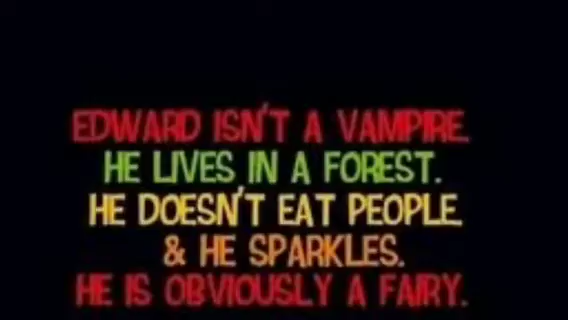 EDWARD ISN'T A VAMPIRE.
HE LIVES IN A FOREST.
HE DOESN'T EAT PEOPLE.
& HE SPARKLES.
HE IS OBVIOUSLY A FAIRY.